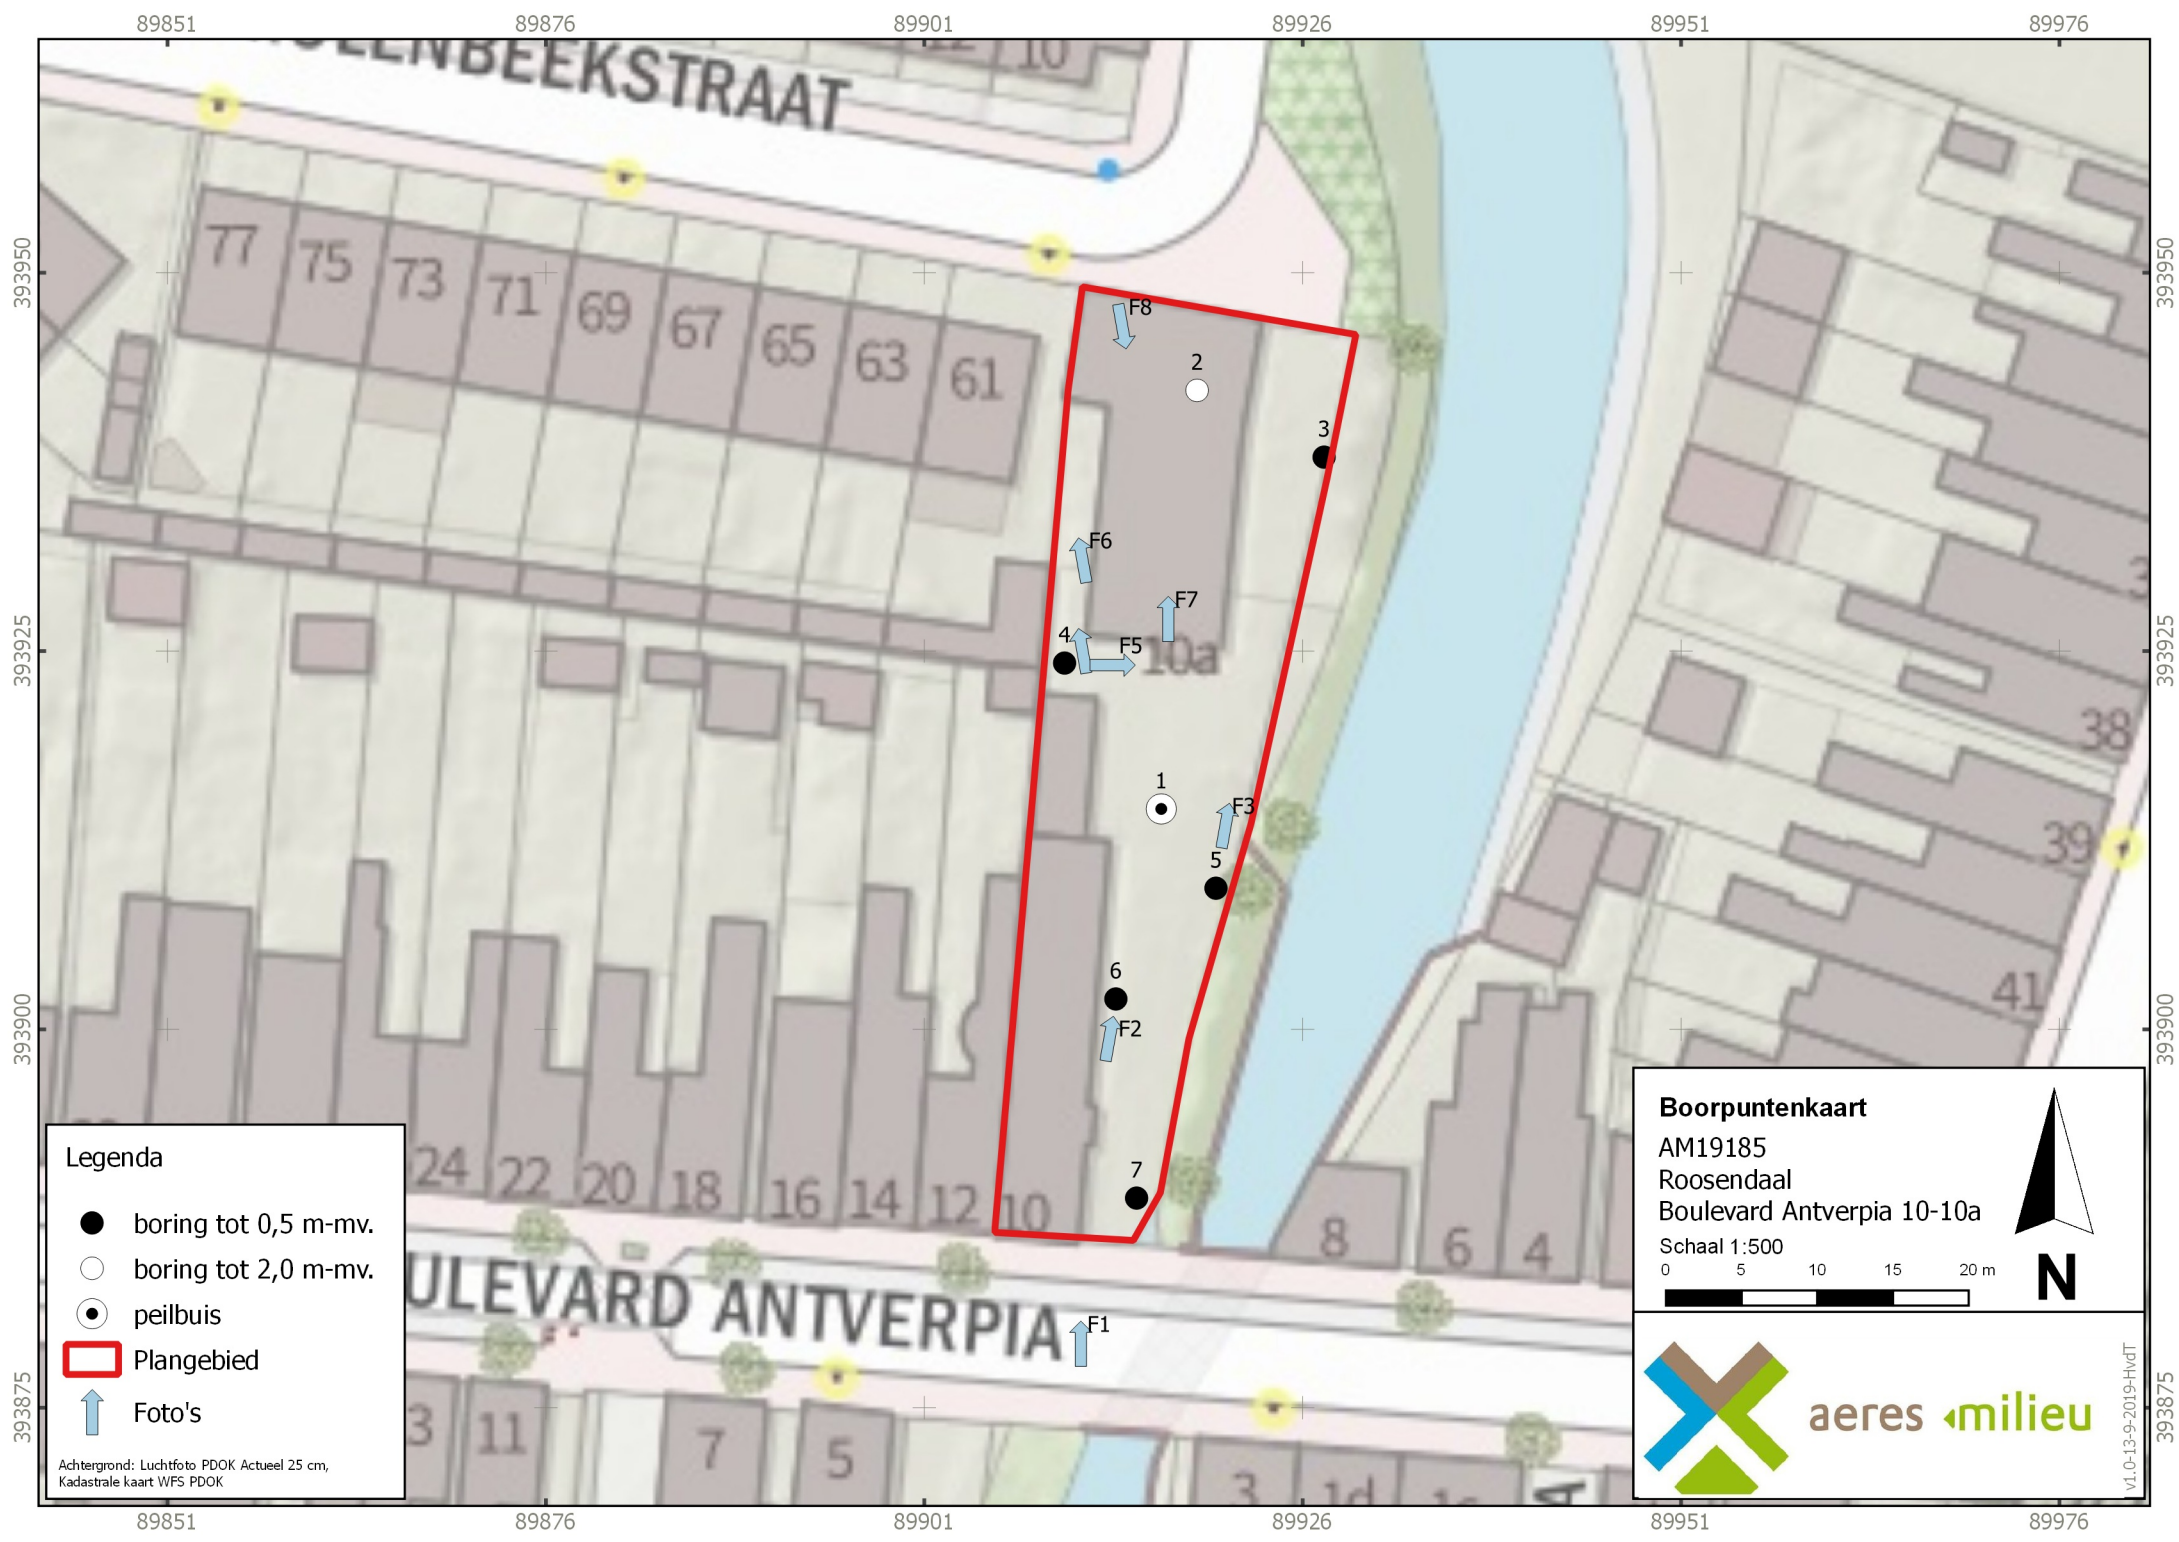 89851 89876 89901 89926 89951 89976
393950 393950
393925 393925
393900 393900
393875 393875
89851 89876 89901 89926 89951 89976
12 10
77 75 73 71 69 67 65 63 61
F8
2
3
F6
F7
4
F5
10a
1
F3
5
6
F2
7
38
39
41
24 22 20 18 16 14 12 10
8 6 4
ANTVERPIA
F1
11 7 5 3 1d
Legenda
boring tot 0,5 m-mv.
boring tot 2,0 m-mv.
peilbuis
Plangebied
Foto's
Achtergrond: Luchtfoto PDOK Actueel 25 cm,
Kadastrale kaart WFS PDOK
Boorpuntenkaart
AM19185
Roosendaal
Boulevard Antverpia 10-10a
Schaal 1:500
0 5 10 15 20 m
N
aeres milieu
v1.0-13-9-2019-HvdT